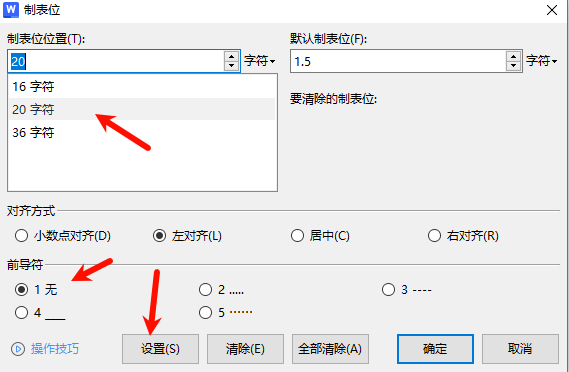 W 制表位
制表位位置(T): 默认制表位(F):
20 字符 1.5 字符
16 字符 要清除的制表位:
20 字符
36 字符
对齐方式
小数点对齐(D) 左对齐(L) 居中(C) 右对齐(R)
前导符
1 无 2 ..... 3 ----
4 ___ 5 ······
操作技巧 设置(S) 清除(E) 全部清除(A) 确定 取消